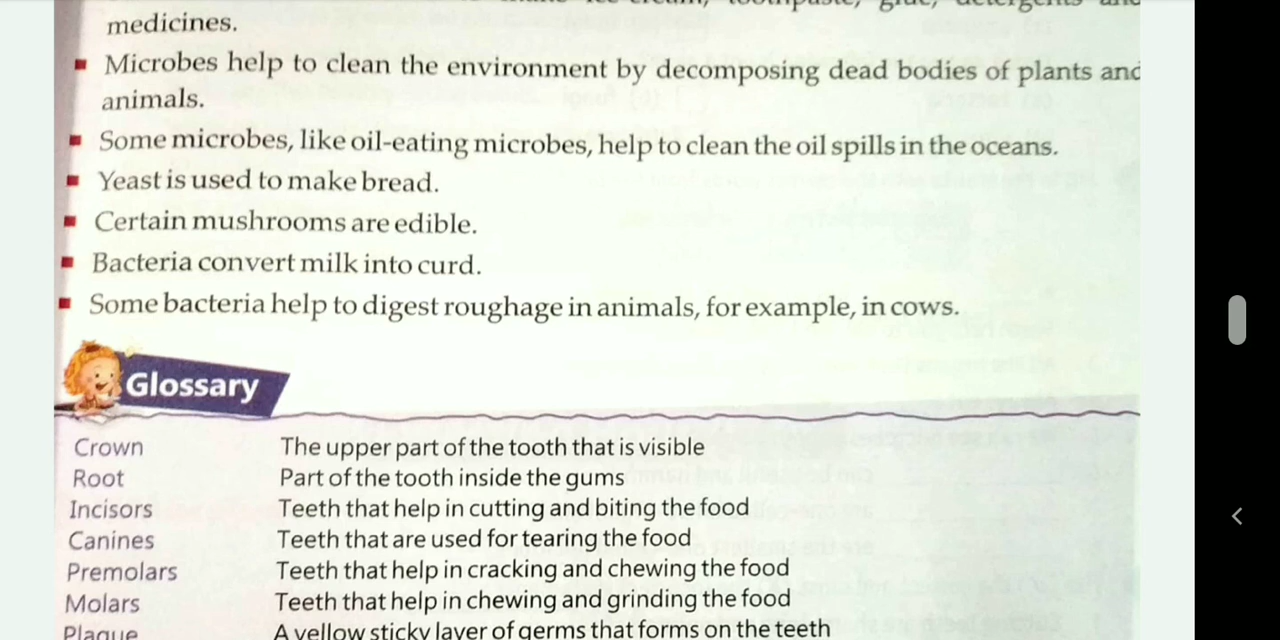 medicines.
Microbes help to clean the environment by decomposing dead bodies of plants and
animals.
Some microbes, like oil-eating microbes, help to clean the oil spills in the oceans.
Yeast is used to make bread.
Certain mushrooms are edible.
Bacteria convert milk into curd.
Some bacteria help to digest roughage in animals, for example, in cows.
Glossary
Crown The upper part of the tooth that is visible
Root Part of the tooth inside the gums
Incisors Teeth that help in cutting and biting the food
Canines Teeth that are used for tearing the food
Premolars Teeth that help in cracking and chewing the food
Molars Teeth that help in chewing and grinding the food
Plaque A yellow sticky layer of germs that forms on the teeth